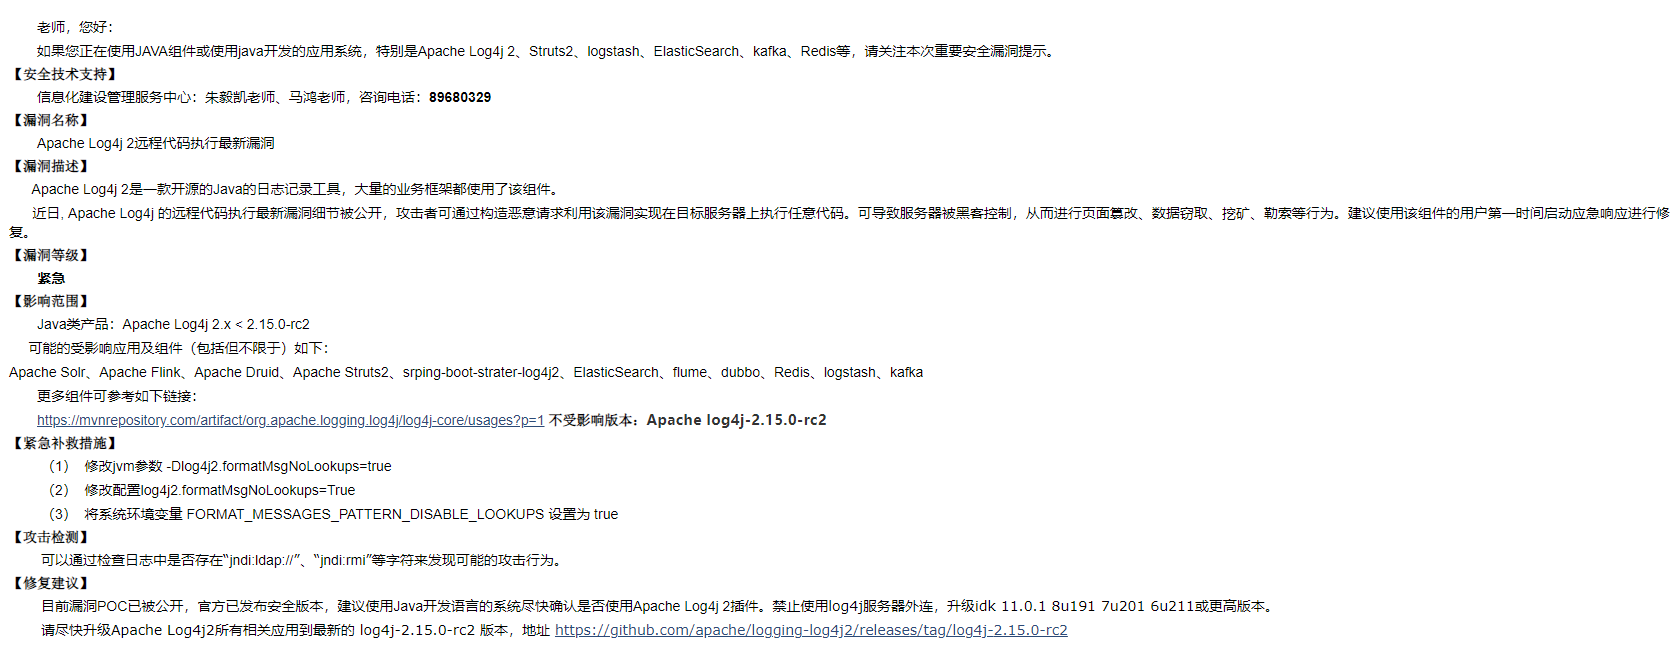 老师，您好：
如果您正在使用JAVA组件或使用java开发的应用系统，特别是Apache Log4j 2、Struts2、logstash、ElasticSearch、kafka、Redis等，请关注本次重要安全漏洞提示。
【安全技术支持】
信息化建设管理服务中心：朱毅凯老师、马鸿老师，咨询电话：89680329
【漏洞名称】
Apache Log4j 2远程代码执行最新漏洞
【漏洞描述】
Apache Log4j 2是一款开源的Java的日志记录工具，大量的业务框架都使用了该组件。
近日, Apache Log4j 的远程代码执行最新漏洞细节被公开，攻击者可通过构造恶意请求利用该漏洞实现在目标服务器上执行任意代码。可导致服务器被黑客控制，从而进行页面篡改、数据窃取、挖矿、勒索等行为。建议使用该组件的用户第一时间启动应急响应进行修
复。
【漏洞等级】
紧急
【影响范围】
Java类产品：Apache Log4j 2.x < 2.15.0-rc2
可能的受影响应用及组件（包括但不限于）如下：
Apache Solr、Apache Flink、Apache Druid、Apache Struts2、srping-boot-strater-log4j2、ElasticSearch、flume、dubbo、Redis、logstash、kafka
更多组件可参考如下链接：
https://mvnrepository.com/artifact/org.apache.logging.log4j/log4j-core/usages?p=1 不受影响版本：Apache log4j-2.15.0-rc2
【紧急补救措施】
（1） 修改jvm参数 -Dlog4j2.formatMsgNoLookups=true
（2） 修改配置log4j2.formatMsgNoLookups=True
（3） 将系统环境变量 FORMAT_MESSAGES_PATTERN_DISABLE_LOOKUPS 设置为 true
【攻击检测】
可以通过检查日志中是否存在“jndi:ldap://”、“jndi:rmi”等字符来发现可能的攻击行为。
【修复建议】
目前漏洞POC已被公开，官方已发布安全版本，建议使用Java开发语言的系统尽快确认是否使用Apache Log4j 2插件。禁止使用log4j服务器外连，升级idk 11.0.1 8u191 7u201 6u211或更高版本。
请尽快升级Apache Log4j2所有相关应用到最新的 log4j-2.15.0-rc2 版本，地址 https://github.com/apache/logging-log4j2/releases/tag/log4j-2.15.0-rc2